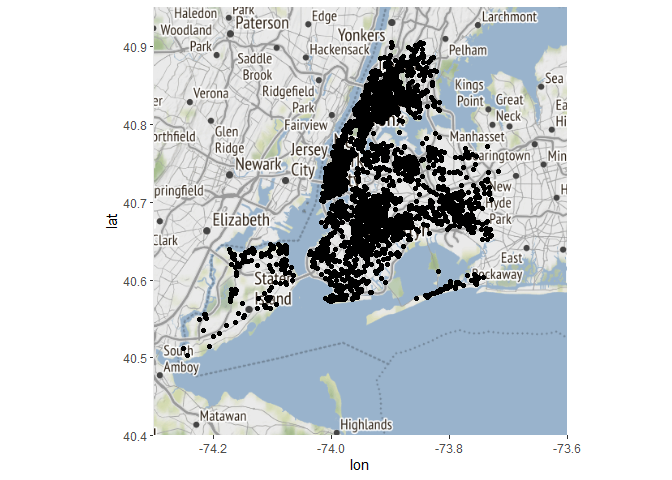 Haledon
Park
Paterson
Edge
Larchmont
Woodland
Park
Yonkers
Hackensack
Pelham
Saddle
Brook
Kings
Point
Sea
er
Verona
Ridgefield
Park
Great
Neck
Fairview
Glen
Ridge
Manhasset
orthfield
Jersey
City
Newark
Min
pringfield
New
Hyde
Park
Elizabeth
Clark
East
Rockaway
Staten
Island
South
Amboy
Matawan
Highlands
40.9
40.8
40.7
40.6
40.5
40.4
lat
-74.2
-74.0
-73.8
-73.6
lon